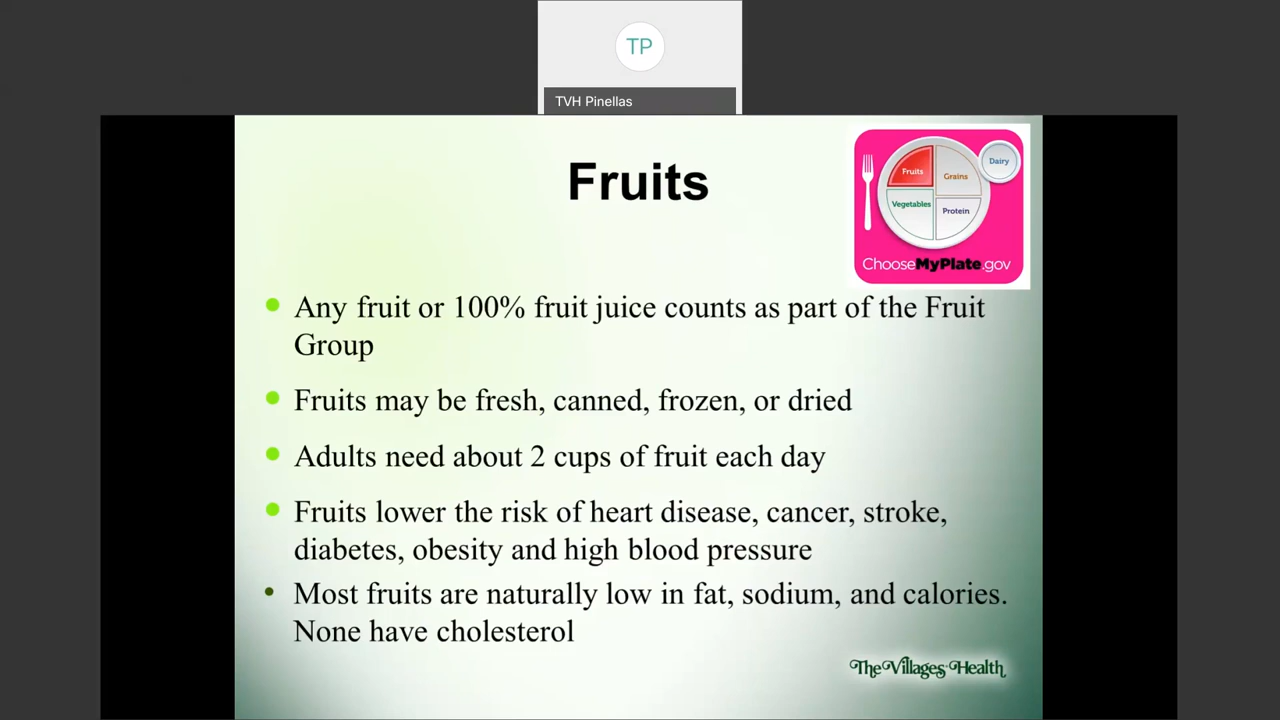 TP
TVH Pinellas
Fruits
Fruits
Grains
Dairy
Vegetables
Protein
ChooseMyPlate.gov
Any fruit or 100% fruit juice counts as part of the Fruit
Group
Fruits may be fresh, canned, frozen, or dried
Adults need about 2 cups of fruit each day
Fruits lower the risk of heart disease, cancer, stroke,
diabetes, obesity and high blood pressure
Most fruits are naturally low in fat, sodium, and calories.
None have cholesterol
The Villages Health